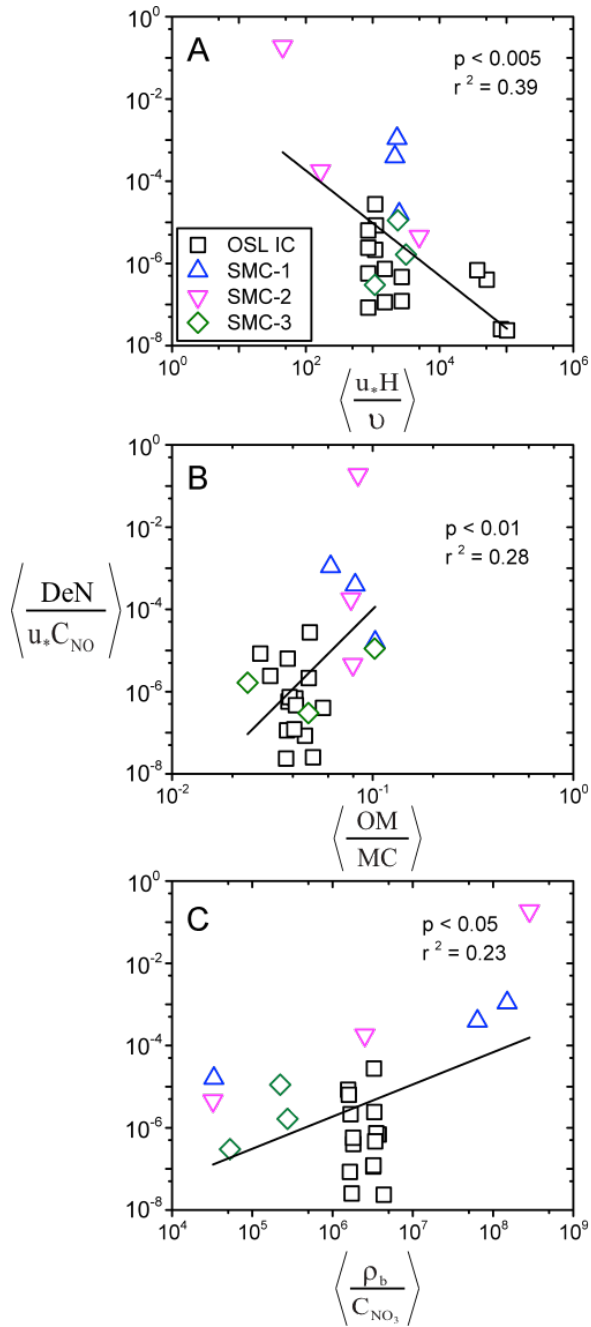 A
p < 0.005
r² = 0.39
10⁰
10⁻²
10⁻⁴
10⁻⁶
10⁻⁸
OSL IC
SMC-1
SMC-2
SMC-3
10⁰ 10² 10⁴ 10⁶
⟨u*H/υ⟩
B
p < 0.01
r² = 0.28
10⁰
10⁻²
10⁻⁴
10⁻⁶
10⁻⁸
10⁻² 10⁻¹ 10⁰
⟨DeN/u*C_NO⟩
⟨OM/MC⟩
C
p < 0.05
r² = 0.23
10⁰
10⁻²
10⁻⁴
10⁻⁶
10⁻⁸
10⁴ 10⁵ 10⁶ 10⁷ 10⁸ 10⁹
⟨ρ_b/C_NO₃⟩